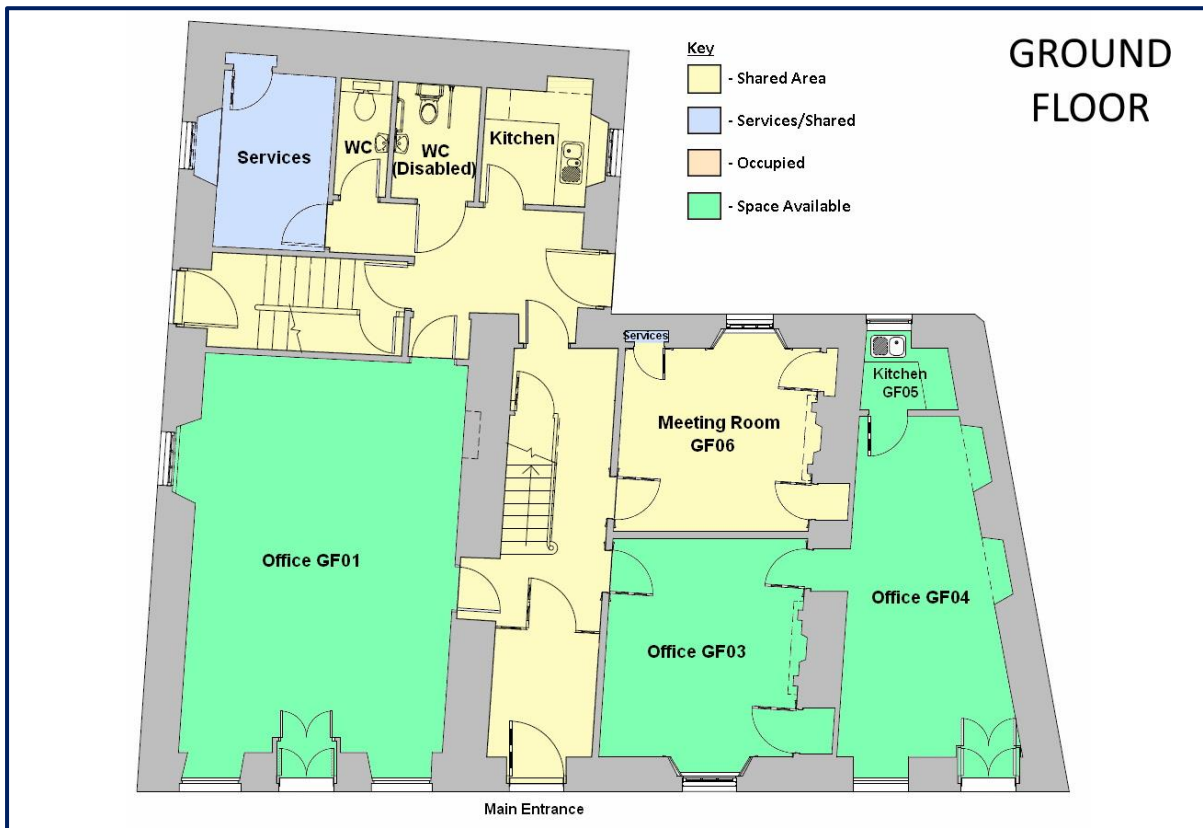 GROUND
FLOOR
Key
- Shared Area
- Services/Shared
- Occupied
- Space Available
Services
WC
WC
(Disabled)
Kitchen
Services
Kitchen
GF05
Meeting Room
GF06
Office GF01
Office GF04
Office GF03
Main Entrance